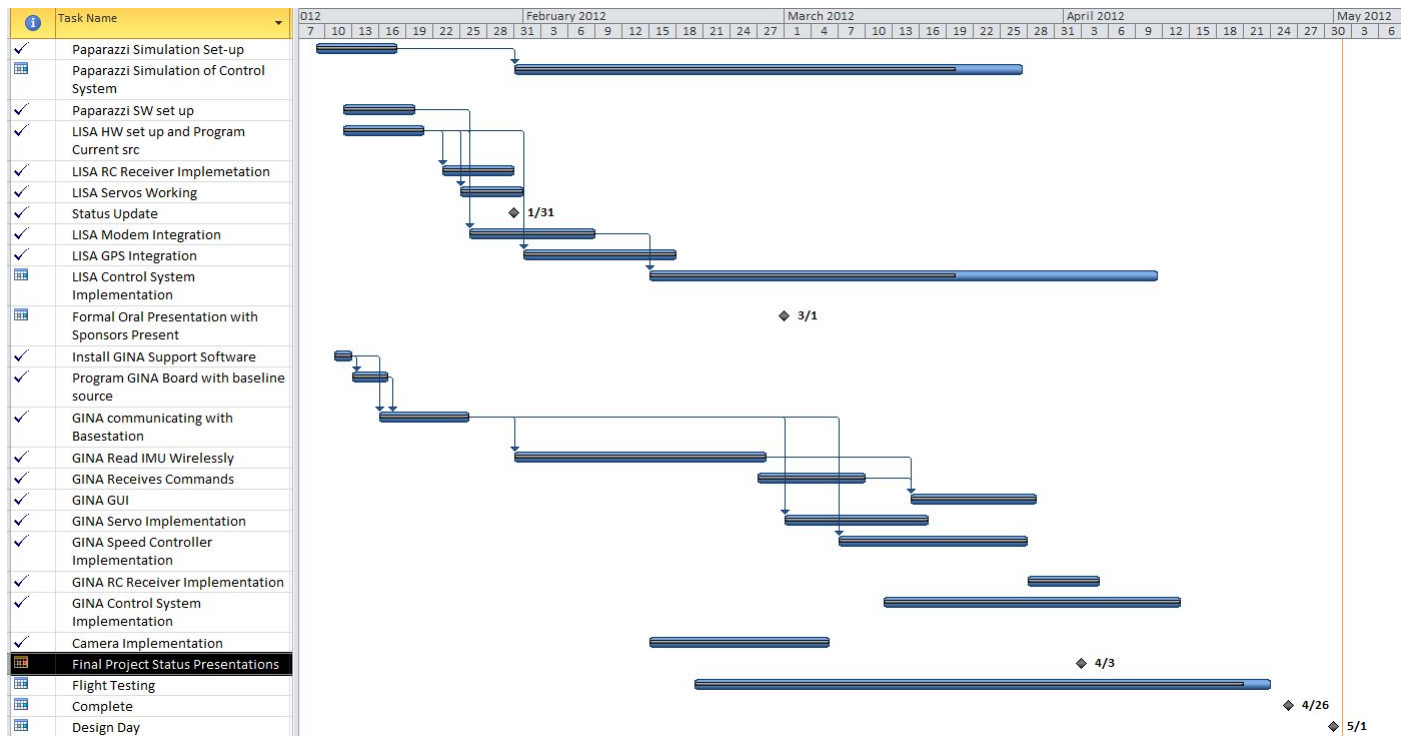 Task Name
012
February 2012
March 2012
April 2012
May 2012
7 10 13 16 19 22 25 28 31 3 6 9 12 15 18 21 24 27 1 4 7 10 13 16 19 22 25 28 31 3 6 9 12 15 18 21 24 27 30 3 6
Paparazzi Simulation Set-up
Paparazzi Simulation of Control
System
Paparazzi SW set up
LISA HW set up and Program
Current src
LISA RC Receiver Implemetation
LISA Servos Working
Status Update
1/31
LISA Modem Integration
LISA GPS Integration
LISA Control System
Implementation
Formal Oral Presentation with
Sponsors Present
3/1
Install GINA Support Software
Program GINA Board with baseline
source
GINA communicating with
Basestation
GINA Read IMU Wirelessly
GINA Receives Commands
GINA GUI
GINA Servo Implementation
GINA Speed Controller
Implementation
GINA RC Receiver Implementation
GINA Control System
Implementation
Camera Implementation
Final Project Status Presentations
4/3
Flight Testing
Complete
4/26
Design Day
5/1